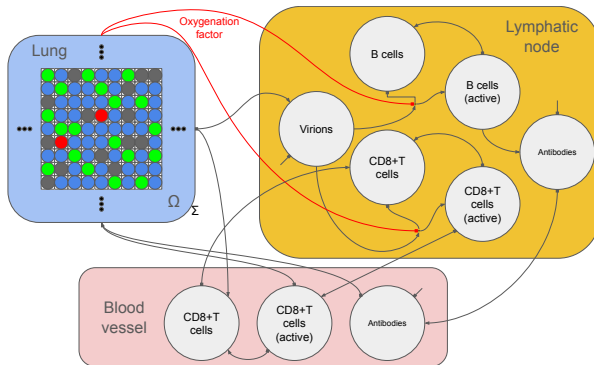 Lung
Oxygenation
factor
Lymphatic
node
B cells
B cells
(active)
Virions
CD8+T
cells
CD8+T
cells
(active)
Antibodies
Ω
Σ
Blood
vessel
CD8+T
cells
CD8+T
cells
(active)
Antibodies